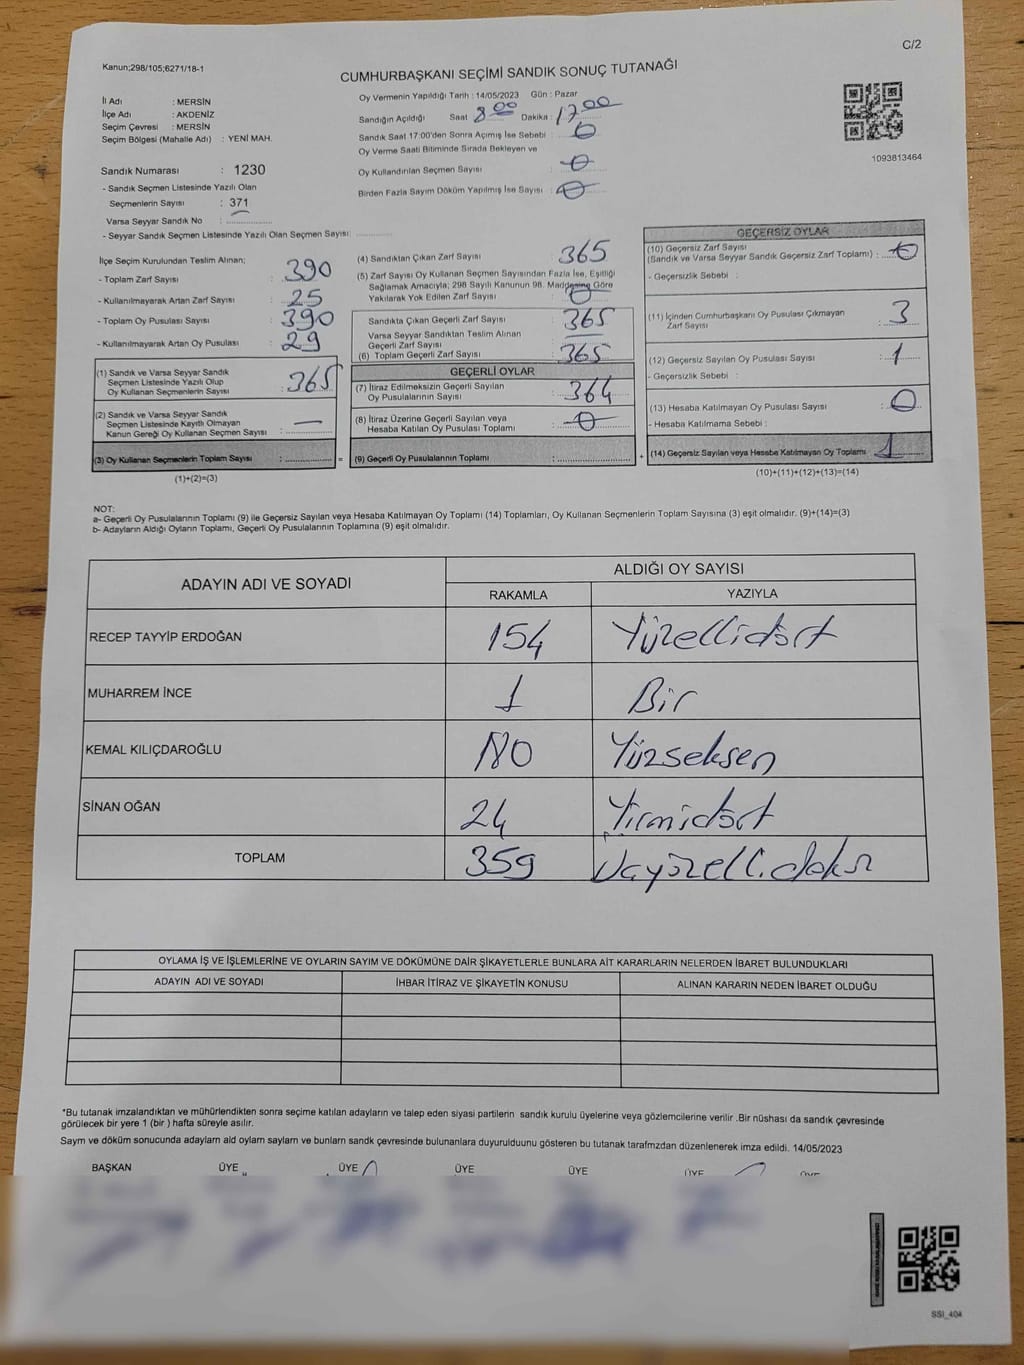 C/2
Kanun;298/105;6271/18-1
CUMHURBAŞKANI SEÇİMİ SANDIK SONUÇ TUTANAĞI
İl Adı : MERSİN
İlçe Adı : AKDENİZ
Seçim Çevresi : MERSİN
Seçim Bölgesi (Mahalle Adı) : YENİ MAH.
Sandık Numarası : 1230
- Sandık Seçmen Listesinde Yazılı Olan
Seçmenlerin Sayısı : 371
Varsa Seyyar Sandık No :
- Seyyar Sandık Seçmen Listesinde Yazılı Olan Seçmen Sayısı:
Oy Vermenin Yapıldığı Tarih : 14/05/2023 Gün : Pazar
Sandığın Açıldığı Saat 8 00 Dakika : 17 00
Sandık Saat 17:00'den Sonra Açımış İse Sebebi : 0
Oy Verme Saati Bitiminde Sırada Bekleyen ve
Oy Kullandırılan Seçmen Sayısı : 0
Birden Fazla Sayım Döküm Yapılmış İse Sayısı : 0
1093813464
İlçe Seçim Kurulundan Teslim Alınan;
- Toplam Zarf Sayısı : 390
- Kullanılmayarak Artan Zarf Sayısı : 25
- Toplam Oy Pusulası Sayısı : 390
- Kullanılmayarak Artan Oy Pusulası : 29
(1) Sandık ve Varsa Seyyar Sandık
Seçmen Listesinde Yazılı Olup
Oy Kullanan Seçmenlerin Sayısı : 365
(2) Sandık ve Varsa Seyyar Sandık
Seçmen Listesinde Kayıtlı Olmayan
Kanun Gereği Oy Kullanan Seçmen Sayısı : —
(3) Oy Kullanan Seçmenlerin Toplam Sayısı : =
(1)+(2)=(3)
(4) Sandıktan Çıkan Zarf Sayısı 365
(5) Zarf Sayısı Oy Kullanan Seçmen Sayısından Fazla İse, Eşitliği
Sağlamak Amacıyla; 298 Sayılı Kanunun 98. Maddesine Göre
Yakılarak Yok Edilen Zarf Sayısı : 0
Sandıkta Çıkan Geçerli Zarf Sayısı : 365
Varsa Seyyar Sandıktan Teslim Alınan
Geçerli Zarf Sayısı
(6) Toplam Geçerli Zarf Sayısı : 365
GEÇERLİ OYLAR
(7) İtiraz Edilmeksizin Geçerli Sayılan
Oy Pusulalarının Sayısı : 364
(8) İtiraz Üzerine Geçerli Sayılan veya
Hesaba Katılan Oy Pusulası Toplamı : 0
(9) Geçerli Oy Pusulalarının Toplamı : +
GEÇERSİZ OYLAR
(10) Geçersiz Zarf Sayısı
(Sandık ve Varsa Seyyar Sandık Geçersiz Zarf Toplamı) : 0
- Geçersizlik Sebebi :
(11) İçinden Cumhurbaşkanı Oy Pusulası Çıkmayan
Zarf Sayısı : 3
(12) Geçersiz Sayılan Oy Pusulası Sayısı : 1
- Geçersizlik Sebebi :
(13) Hesaba Katılmayan Oy Pusulası Sayısı : 0
- Hesaba Katılmama Sebebi :
(14) Geçersiz Sayılan veya Hesaba Katılmayan Oy Toplamı : 1
(10)+(11)+(12)+(13)=(14)
NOT:
a- Geçerli Oy Pusulalarının Toplamı (9) ile Geçersiz Sayılan veya Hesaba Katılmayan Oy Toplamı (14) Toplamları, Oy Kullanan Seçmenlerin Toplam Sayısına (3) eşit olmalıdır. (9)+(14)=(3)
b- Adayların Aldığı Oyların Toplamı, Geçerli Oy Pusulalarının Toplamına (9) eşit olmalıdır.
ADAYIN ADI VE SOYADI ALDIĞI OY SAYISI
RAKAMLA YAZIYLA
RECEP TAYYİP ERDOĞAN 154 Yüzellidört
MUHARREM İNCE 1 Bir
KEMAL KILIÇDAROĞLU 180 Yüzseksen
SİNAN OĞAN 24 Yirmidört
TOPLAM 359 Üçyüzellidokuz
OYLAMA İŞ VE İŞLEMLERİNE VE OYLARIN SAYIM VE DÖKÜMÜNE DAİR ŞİKAYETLERLE BUNLARA AİT KARARLARIN NELERDEN İBARET BULUNDUKLARI
ADAYIN ADI VE SOYADI İHBAR İTİRAZ VE ŞİKAYETİN KONUSU ALINAN KARARIN NEDEN İBARET OLDUĞU
*Bu tutanak imzalandıktan ve mühürlendikten sonra seçime katılan adayların ve talep eden siyasi partilerin sandık kurulu üyelerine veya gözlemcilerine verilir .Bir nüshası da sandık çevresinde
görülecek bir yere 1 (bir ) hafta süreyle asılır.
Sayım ve döküm sonucunda adayların ald oyların sayların ve bunların sandk çevresinde bulunanlara duyurulduunu gösteren bu tutanak tarafmzdan düzenlenerek imza edildi. 14/05/2023
BAŞKAN ÜYE ÜYE ÜYE ÜYE ÜYE ÜYE
SSI_404